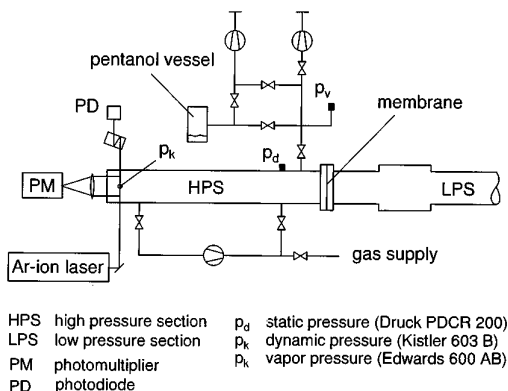 pentanol vessel
PD
p_v
membrane
p_k
p_d
PM
HPS
LPS
Ar-ion laser
gas supply
HPS high pressure section
LPS low pressure section
PM photomultiplier
PD photodiode
p_d static pressure (Druck PDCR 200)
p_k dynamic pressure (Kistler 603 B)
p_k vapor pressure (Edwards 600 AB)